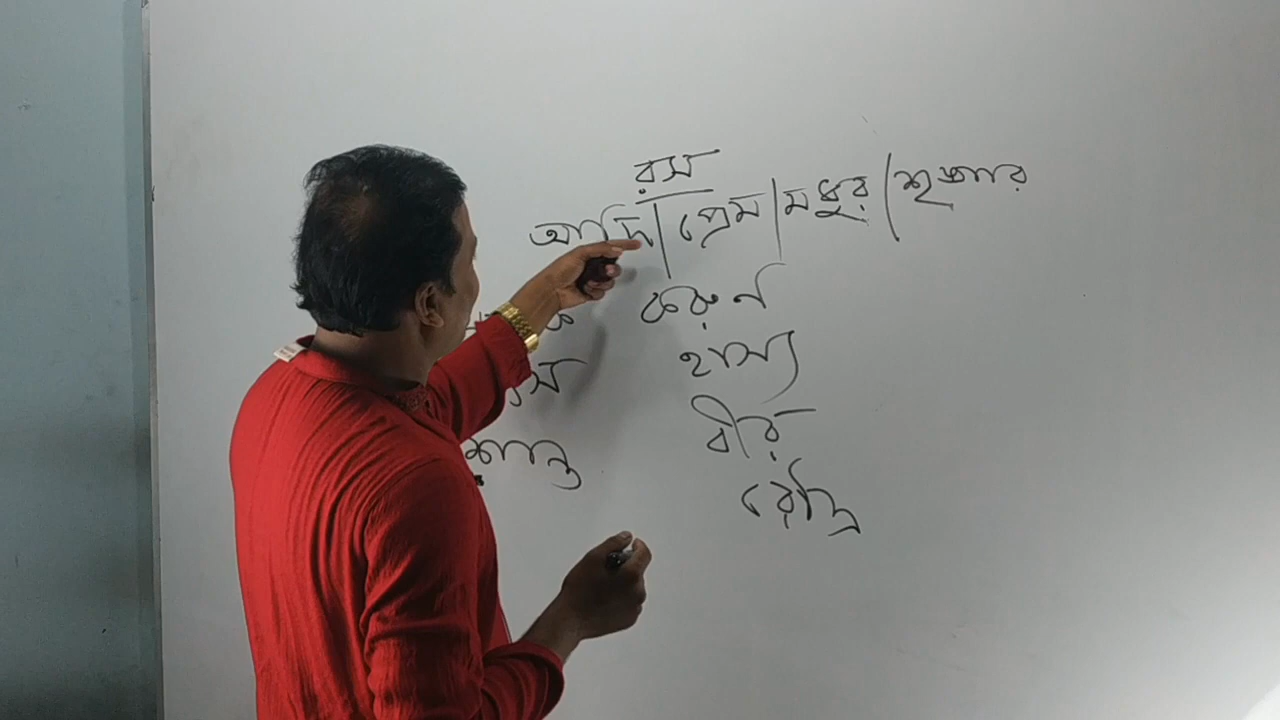 রস
আদি | প্রেম | মধুর | শৃঙ্গার
করুণ
হাস্য
বীর
রৌদ্র
শান্ত